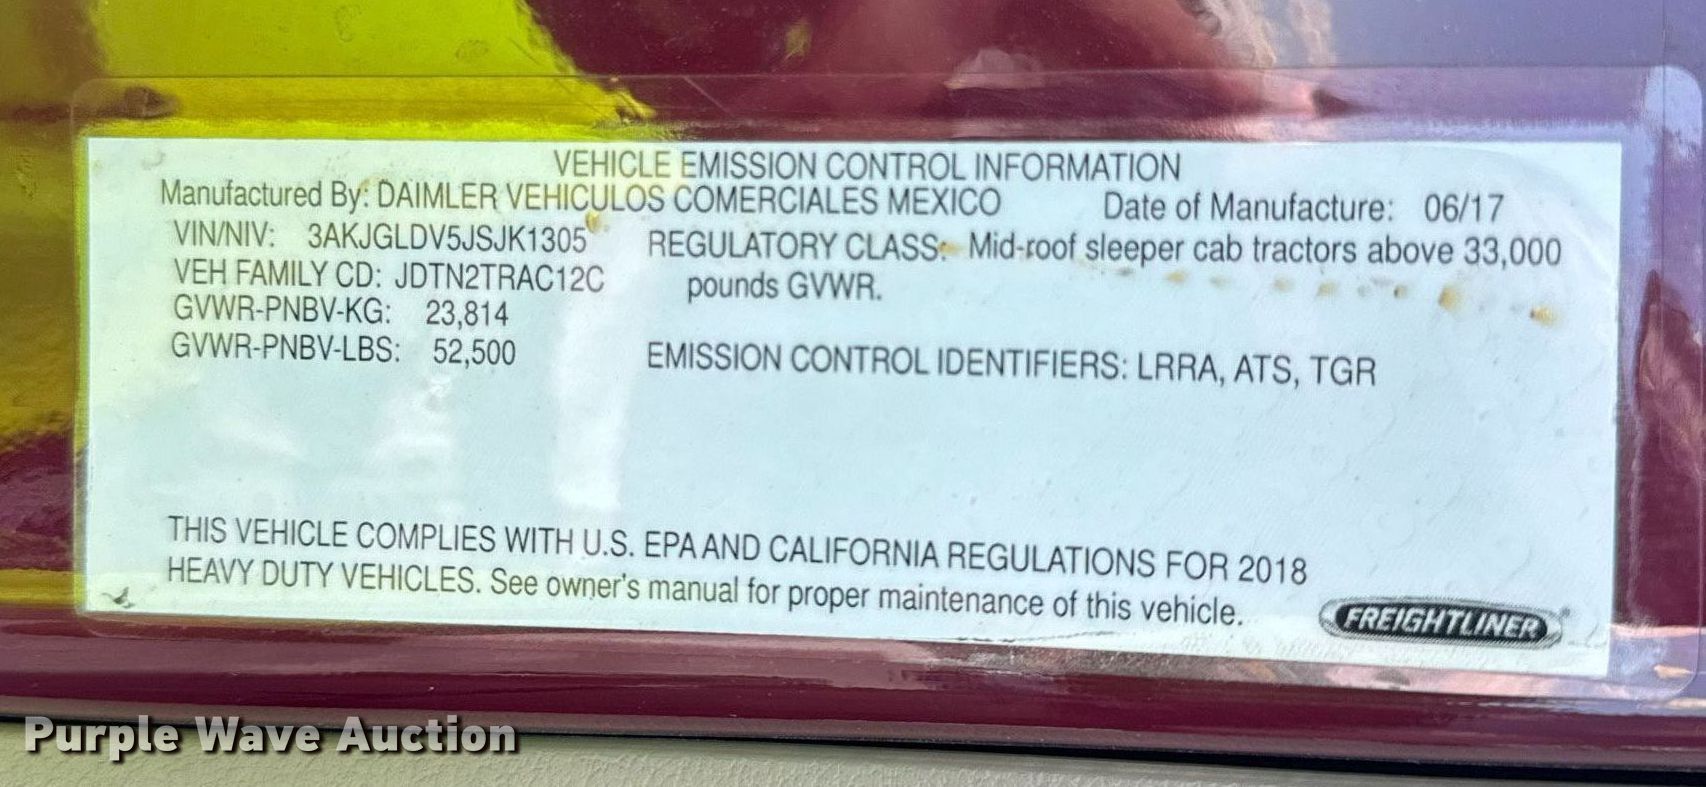 VEHICLE EMISSION CONTROL INFORMATION
Manufactured By: DAIMLER VEHICULOS COMERCIALES MEXICO Date of Manufacture: 06/17
VIN/NIV: 3AKJGLDV5JSJK1305 REGULATORY CLASS: Mid-roof sleeper cab tractors above 33,000
VEH FAMILY CD: JDTN2TRAC12C pounds GVWR.
GVWR-PNBV-KG: 23,814
GVWR-PNBV-LBS: 52,500 EMISSION CONTROL IDENTIFIERS: LRRA, ATS, TGR
THIS VEHICLE COMPLIES WITH U.S. EPA AND CALIFORNIA REGULATIONS FOR 2018
HEAVY DUTY VEHICLES. See owner's manual for proper maintenance of this vehicle.
FREIGHTLINER
Purple Wave Auction